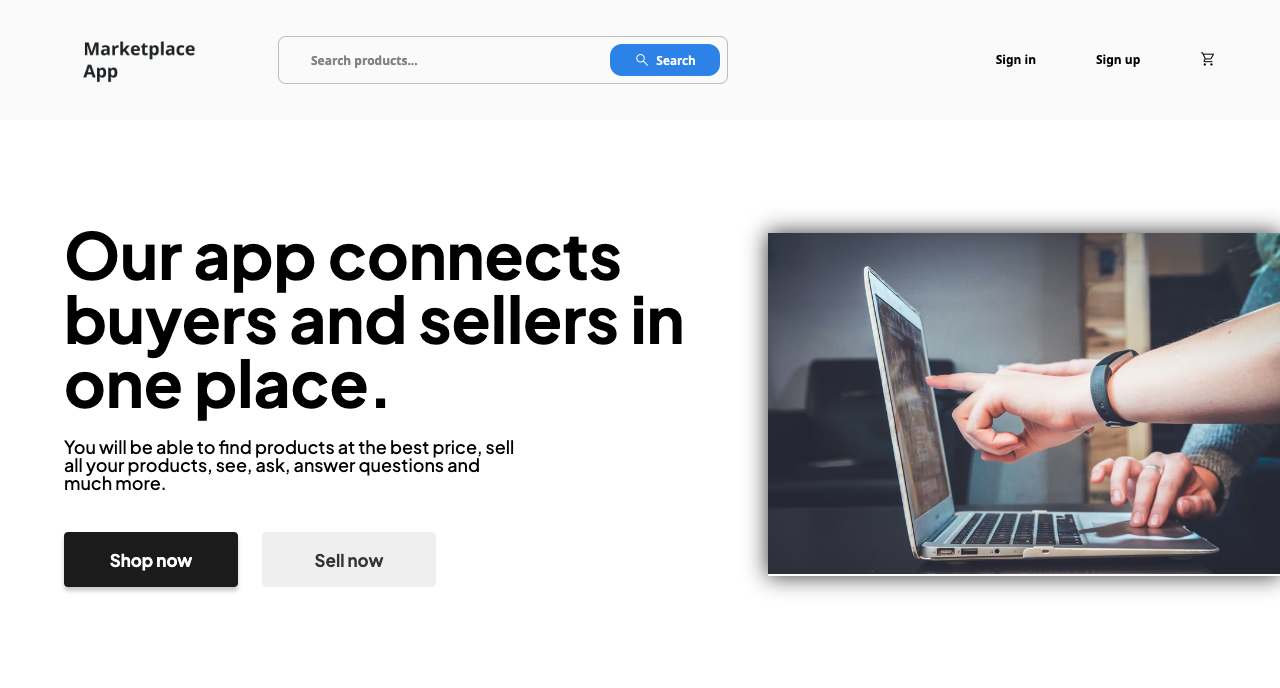 Marketplace
App
Search products...
Search
Sign in
Sign up
Our app connects
buyers and sellers in
one place.
You will be able to find products at the best price, sell
all your products, see, ask, answer questions and
much more.
Shop now
Sell now